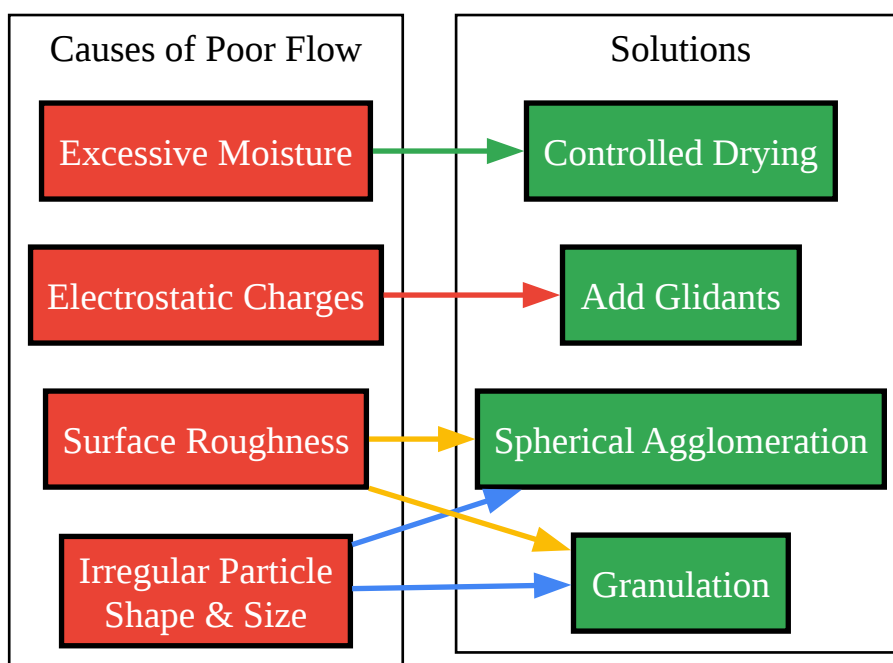 Causes of Poor Flow
Excessive Moisture
Electrostatic Charges
Surface Roughness
Irregular Particle
Shape & Size
Solutions
Controlled Drying
Add Glidants
Spherical Agglomeration
Granulation